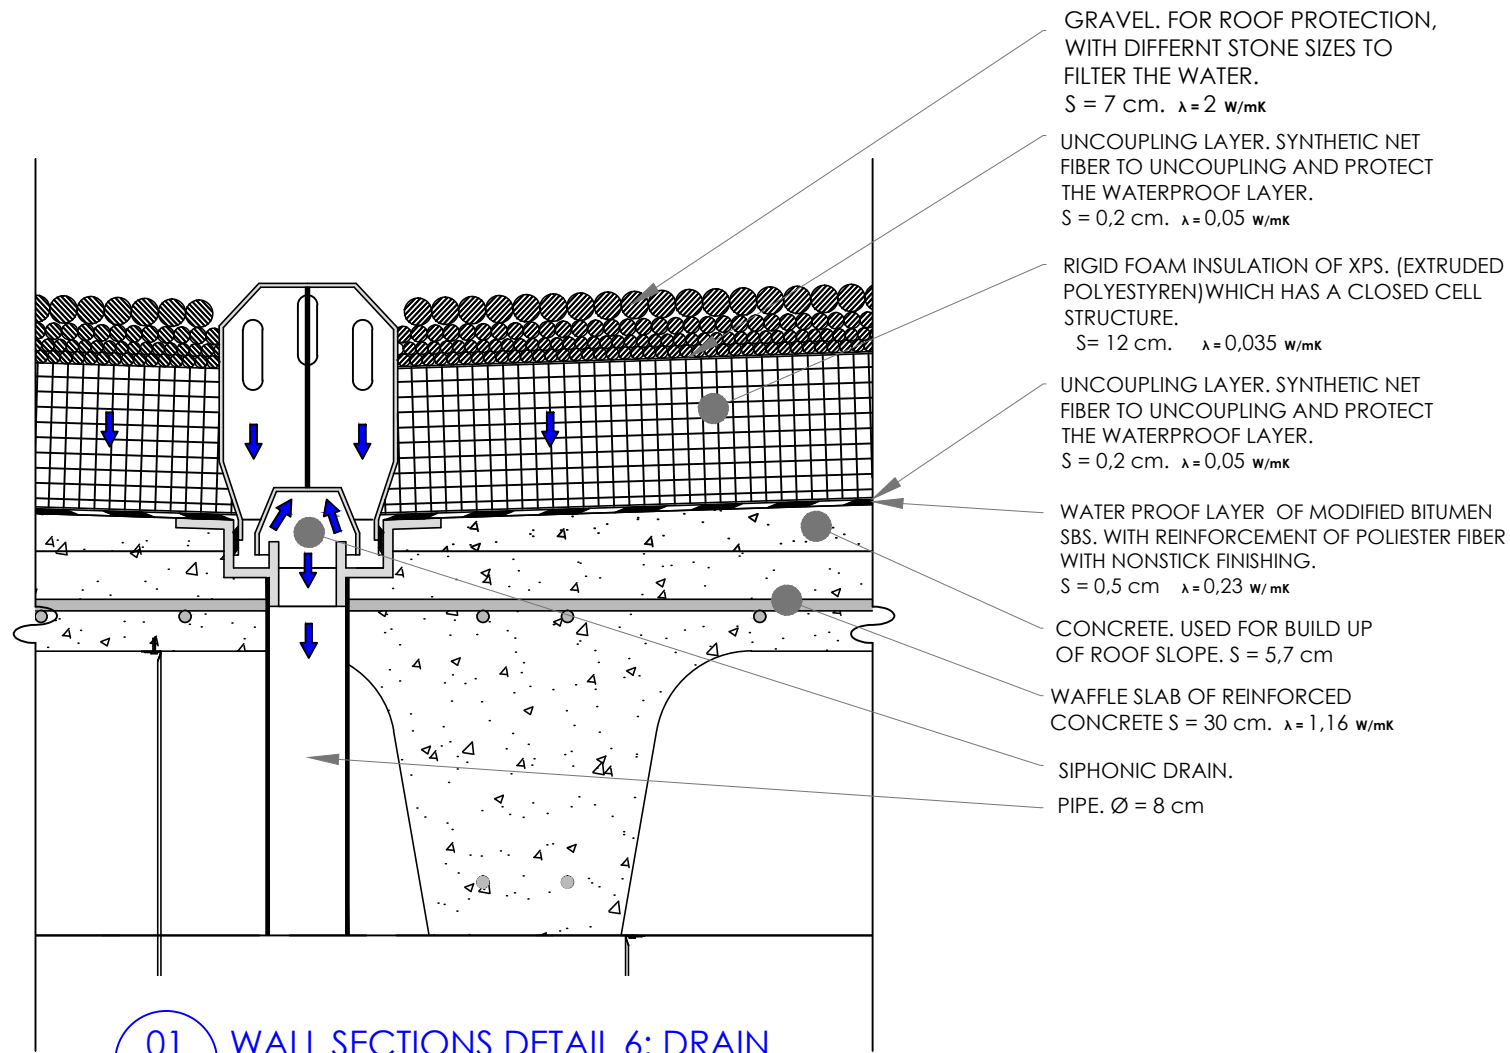 GRAVEL. FOR ROOF PROTECTION,
WITH DIFFERNT STONE SIZES TO
FILTER THE WATER.
S = 7 cm. λ = 2 W/mK
UNCOUPLING LAYER. SYNTHETIC NET
FIBER TO UNCOUPLING AND PROTECT
THE WATERPROOF LAYER.
S = 0,2 cm. λ = 0,05 W/mK
RIGID FOAM INSULATION OF XPS. (EXTRUDED
POLYESTYREN)WHICH HAS A CLOSED CELL
STRUCTURE.
S= 12 cm. λ = 0,035 W/mK
UNCOUPLING LAYER. SYNTHETIC NET
FIBER TO UNCOUPLING AND PROTECT
THE WATERPROOF LAYER.
S = 0,2 cm. λ = 0,05 W/mK
WATER PROOF LAYER OF MODIFIED BITUMEN
SBS. WITH REINFORCEMENT OF POLIESTER FIBER
WITH NONSTICK FINISHING.
S = 0,5 cm λ = 0,23 W/ mK
CONCRETE. USED FOR BUILD UP
OF ROOF SLOPE. S = 5,7 cm
WAFFLE SLAB OF REINFORCED
CONCRETE S = 30 cm. λ = 1,16 W/mK
SIPHONIC DRAIN.
PIPE. Ø = 8 cm
01 WALL SECTIONS DETAIL 6: DRAIN